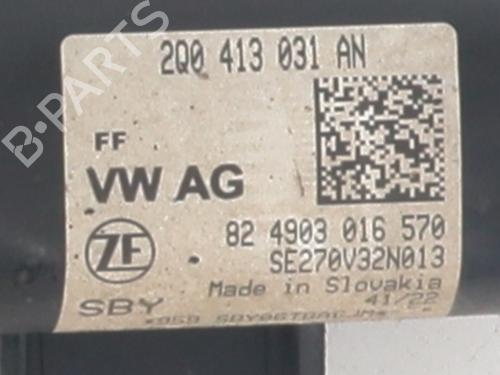 2Q0 413 031 AN
FF
VW AG
ZF
82 4903 016 570
SE270V32N013
Made in Slovakia
SBY
41/22
B-PARTS